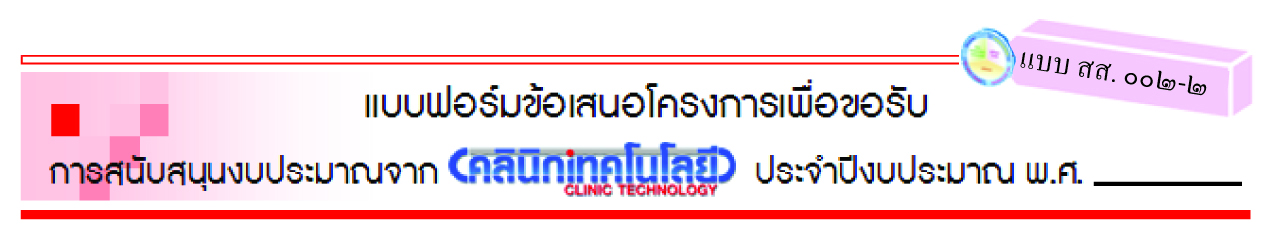 แบบ สส. ๐๐๒-๒
แบบฟอร์มข้อเสนอโครงการเพื่อขอรับ
การสนับสนุนงบประมาณจาก คลินิกเทคโนโลยี ประจำปีงบประมาณ พ.ศ.
CLINIC TECHNOLOGY